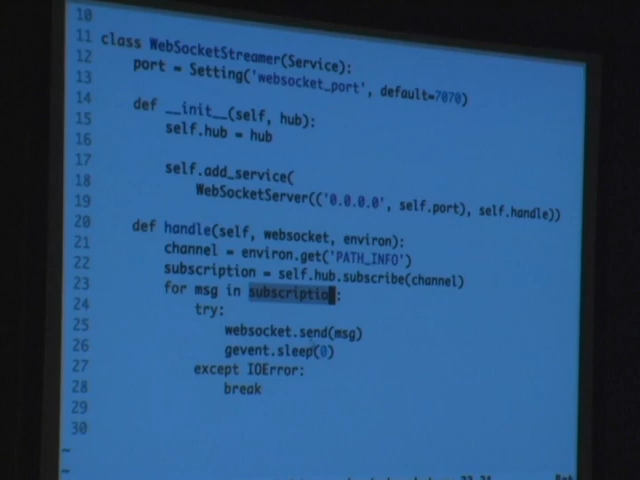 10
11 class WebSocketStreamer(Service):
12     port = Setting('websocket_port', default=7070)
13
14     def __init__(self, hub):
15         self.hub = hub
16
17         self.add_service(
18             WebSocketServer(('0.0.0.0', self.port), self.handle))
19
20     def handle(self, websocket, environ):
21         channel = environ.get('PATH_INFO')
22         subscription = self.hub.subscribe(channel)
23         for msg in subscription:
24             try:
25                 websocket.send(msg)
26                 gevent.sleep(0)
27             except IOError:
28                 break
29
30
~
~